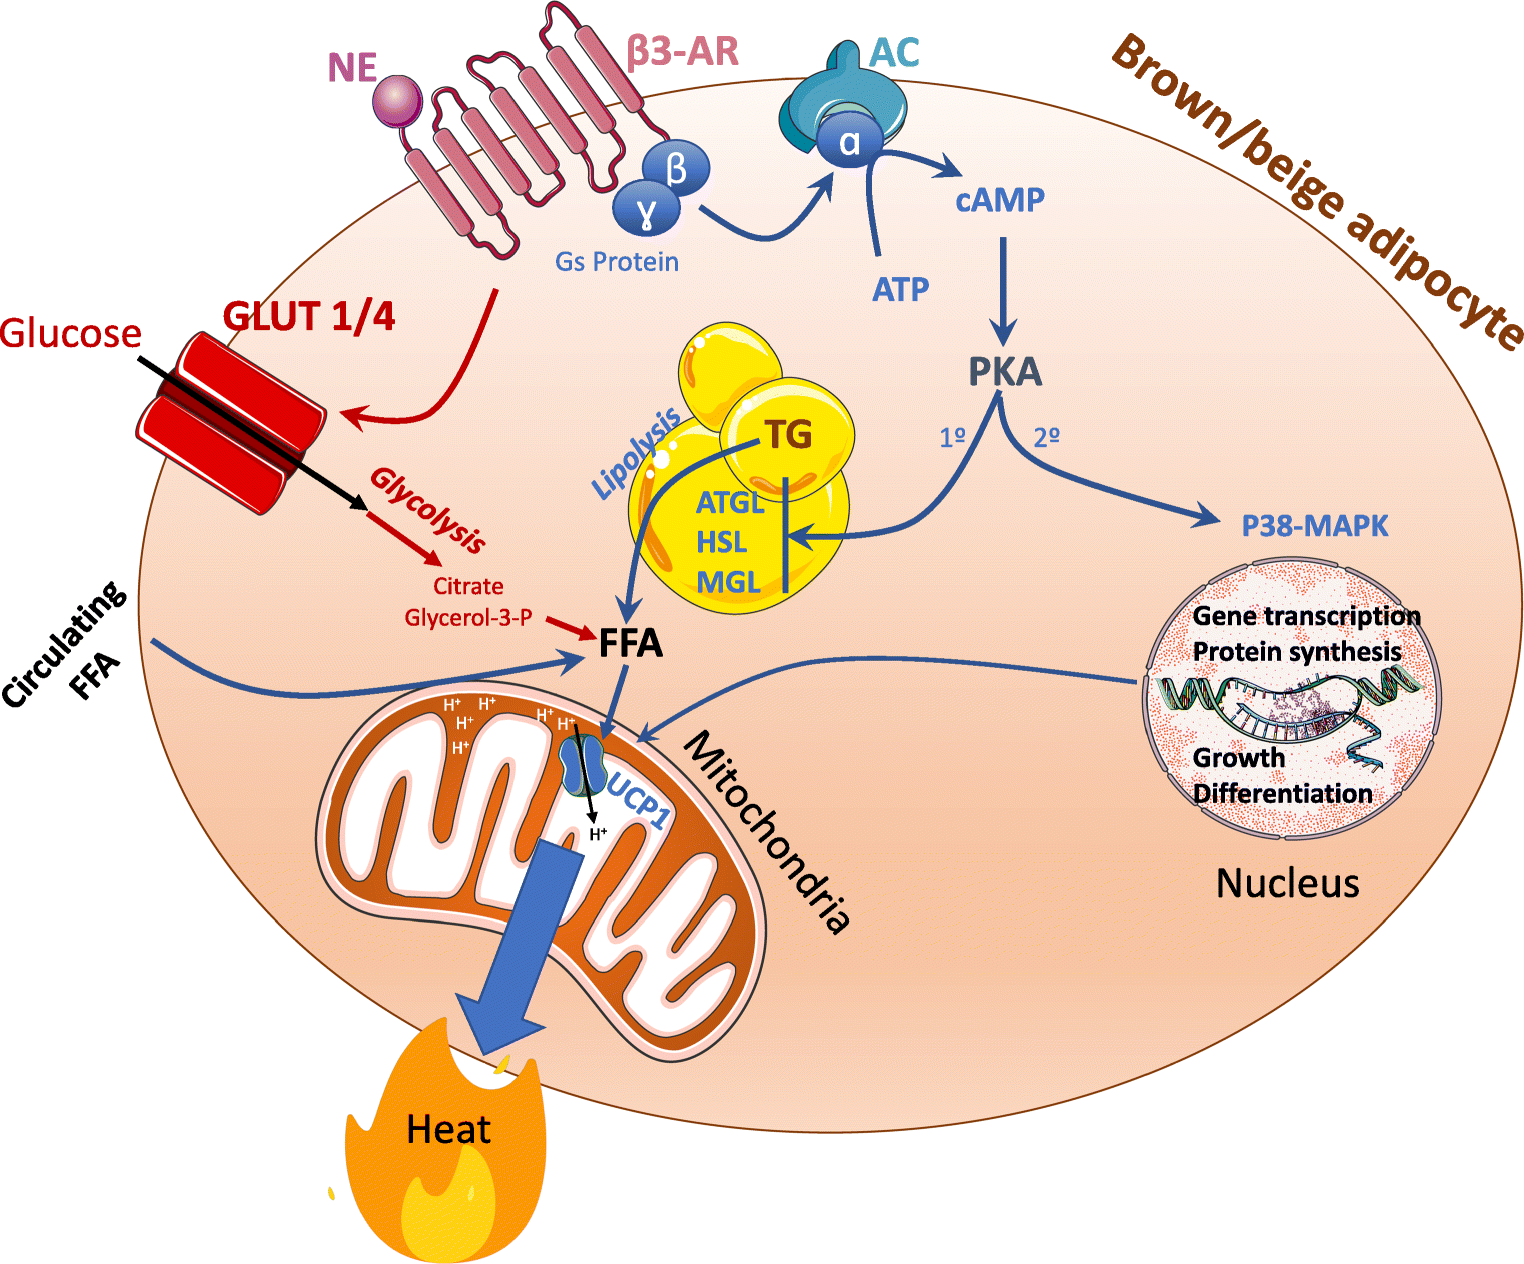 NE
β3-AR
AC
Brown/beige adipocyte
α
β
γ
cAMP
Gs Protein
ATP
GLUT 1/4
Glucose
PKA
1º
2º
Lipolysis
TG
ATGL
HSL
MGL
P38-MAPK
Glycolysis
Citrate
Glycerol-3-P
FFA
Circulating
FFA
Gene transcription
Protein synthesis
Growth
Differentiation
Nucleus
H⁺
H⁺
H⁺
H⁺
H⁺
H⁺
UCP1
H⁺
Mitochondria
Heat